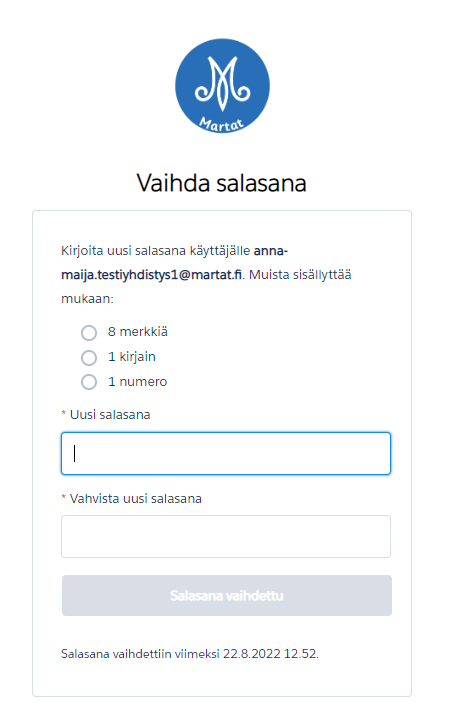 Martat
Vaihda salasana
Kirjoita uusi salasana käyttäjälle anna-
maija.testiyhdistys1@martat.fi. Muista sisällyttää
mukaan:
8 merkkiä
1 kirjain
1 numero
* Uusi salasana
* Vahvista uusi salasana
Salasana vaihdettu
Salasana vaihdettiin viimeksi 22.8.2022 12.52.